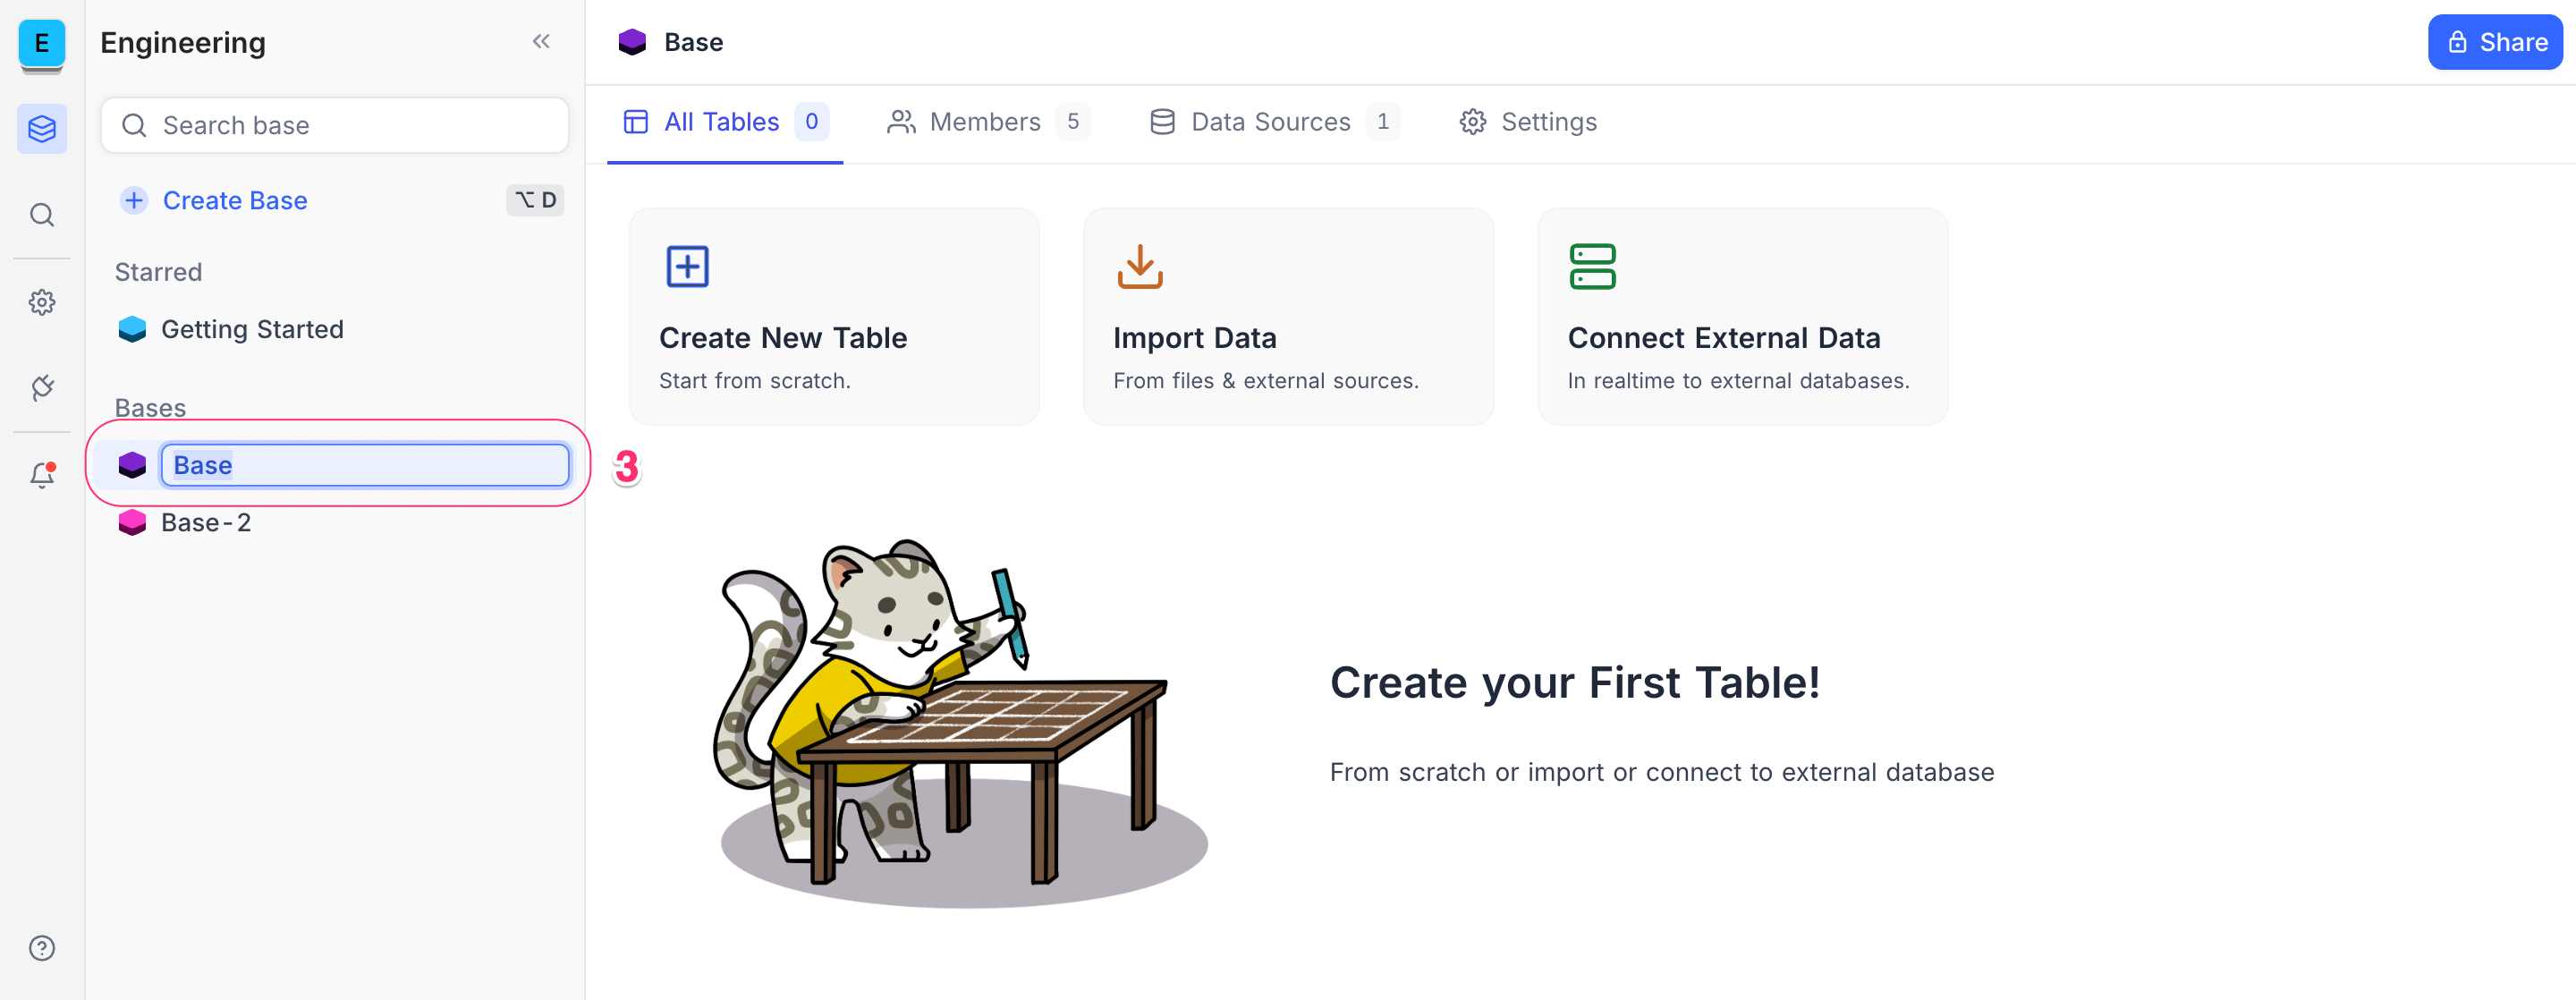 E
Engineering
Search base
Create Base
⌥ D
Starred
Getting Started
Bases
Base
Base-2
3
Base
Share
All Tables 0
Members 5
Data Sources 1
Settings
Create New Table
Start from scratch.
Import Data
From files & external sources.
Connect External Data
In realtime to external databases.
Create your First Table!
From scratch or import or connect to external database